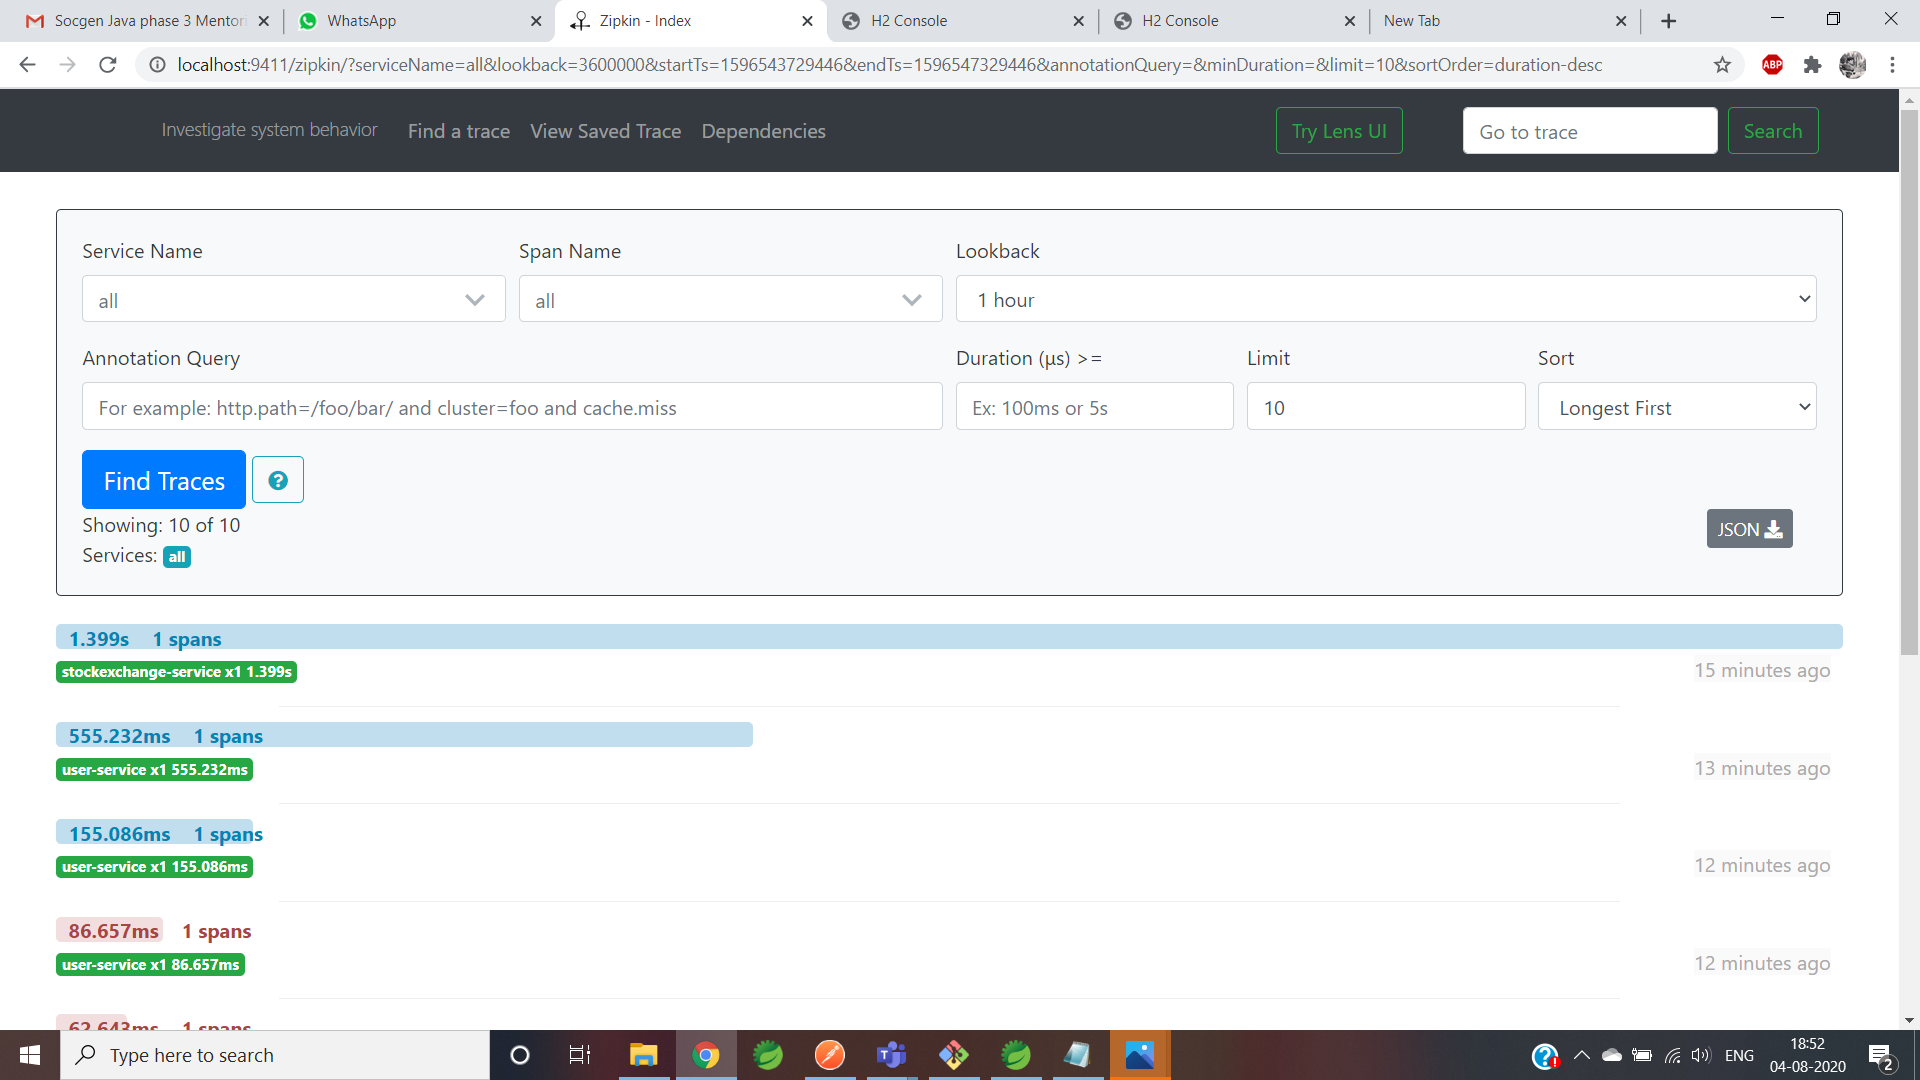 Socgen Java phase 3 Mentori
WhatsApp
Zipkin - Index
H2 Console
H2 Console
New Tab
localhost:9411/zipkin/?serviceName=all&lookback=3600000&startTs=1596543729446&endTs=1596547329446&annotationQuery=&minDuration=&limit=10&sortOrder=duration-desc
ABP
Investigate system behavior
Find a trace
View Saved Trace
Dependencies
Try Lens UI
Go to trace
Search
Service Name
Span Name
Lookback
all
all
1 hour
Annotation Query
Duration (μs) >=
Limit
Sort
For example: http.path=/foo/bar/ and cluster=foo and cache.miss
Ex: 100ms or 5s
10
Longest First
Find Traces
?
Showing: 10 of 10
Services: all
JSON
1.399s 1 spans
stockexchange-service x1 1.399s
15 minutes ago
555.232ms 1 spans
user-service x1 555.232ms
13 minutes ago
155.086ms 1 spans
user-service x1 155.086ms
12 minutes ago
86.657ms 1 spans
user-service x1 86.657ms
12 minutes ago
62.643ms 1 spans
Type here to search
ENG
18:52
04-08-2020
2